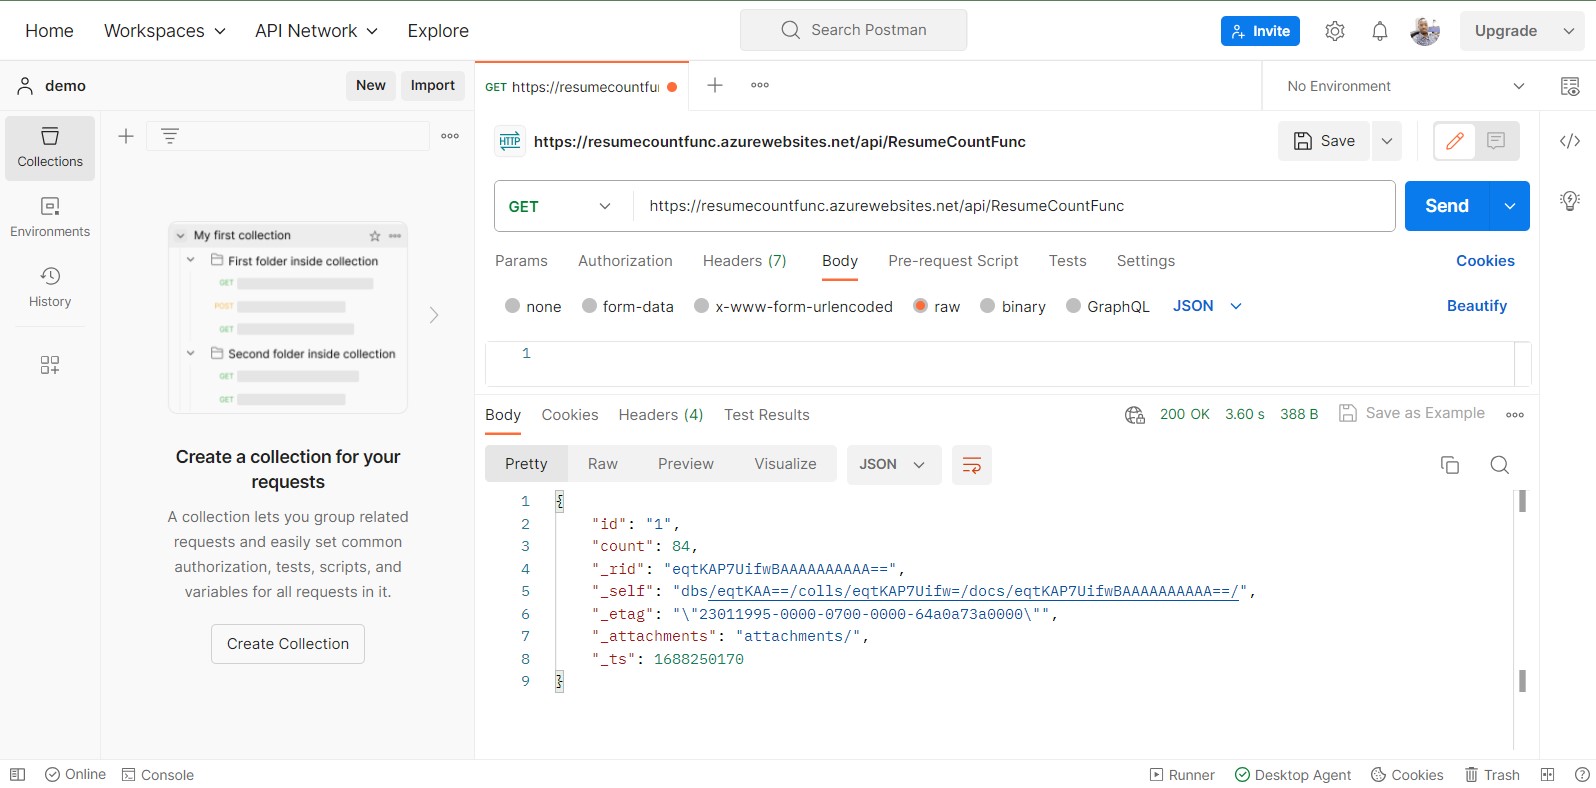 Home Workspaces API Network Explore Search Postman Invite Upgrade
demo New Import GET https://resumecountfu No Environment
HTTP https://resumecountfunc.azurewebsites.net/api/ResumeCountFunc Save
Collections
Environments
History
My first collection
First folder inside collection
GET
POST
GET
Second folder inside collection
GET
GET
Create a collection for your
requests
A collection lets you group related
requests and easily set common
authorization, tests, scripts, and
variables for all requests in it.
Create Collection
GET https://resumecountfunc.azurewebsites.net/api/ResumeCountFunc Send
Params Authorization Headers (7) Body Pre-request Script Tests Settings Cookies
none form-data x-www-form-urlencoded raw binary GraphQL JSON Beautify
1
Body Cookies Headers (4) Test Results 200 OK 3.60 s 388 B Save as Example
Pretty Raw Preview Visualize JSON
1 {
2 "id": "1",
3 "count": 84,
4 "_rid": "eqtKAP7UifwBAAAAAAAAAA==",
5 "_self": "dbs/eqtKAA==/colls/eqtKAP7Uifw=/docs/eqtKAP7UifwBAAAAAAAAAA==/",
6 "_etag": "\"23011995-0000-0700-0000-64a0a73a0000\"",
7 "_attachments": "attachments/",
8 "_ts": 1688250170
9 }
Online Console Runner Desktop Agent Cookies Trash